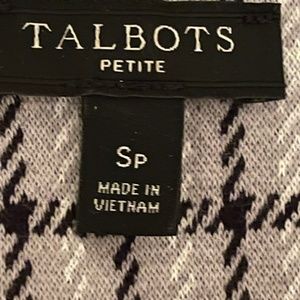 TALBOTS
PETITE
SP
MADE IN
VIETNAM